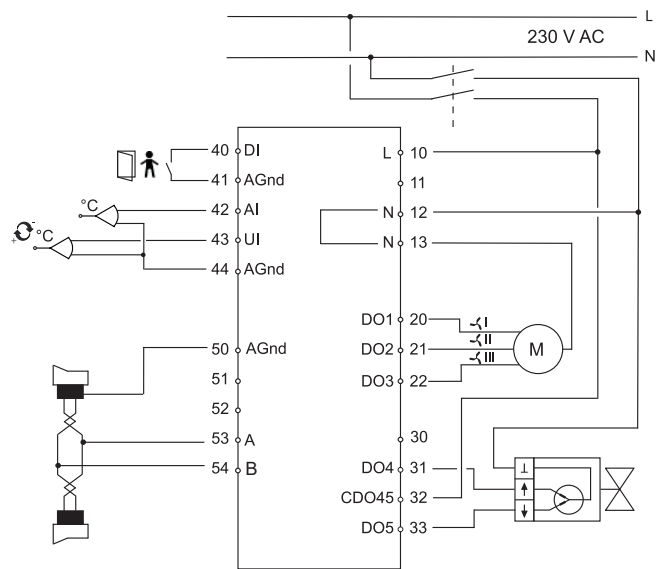 L
230 V AC
N
40 DI
41 AGnd
°C 42 AI
- + °C 43 UI
44 AGnd
50 AGnd
51
52
53 A
54 B
L 10
11
N 12
N 13
DO1 20 I
DO2 21 II
DO3 22 III
M
30
DO4 31
CDO45 32
DO5 33
⊥
↑
↓